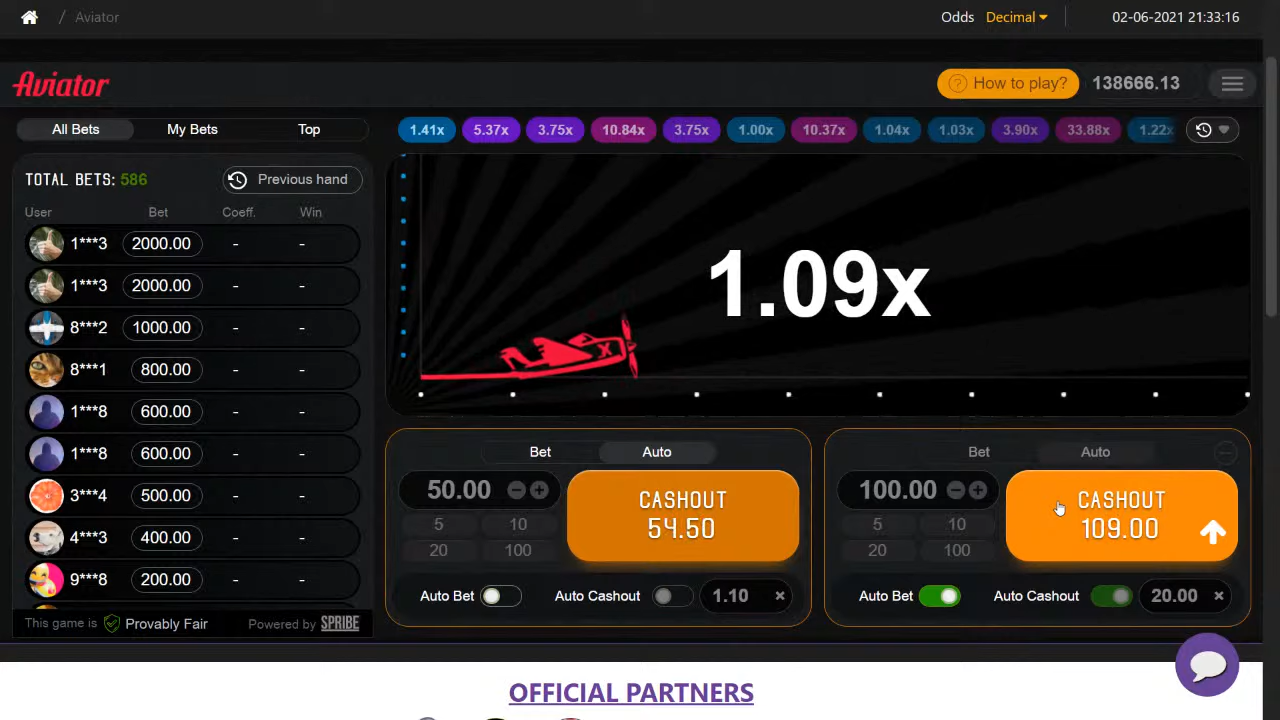 / Aviator
Odds Decimal 02-06-2021 21:33:16
Aviator
? How to play? 138666.13
All Bets My Bets Top
1.41x 5.37x 3.75x 10.84x 3.75x 1.00x 10.37x 1.04x 1.03x 3.90x 33.88x 1.22x
TOTAL BETS: 586 Previous hand
User Bet Coeff. Win
1***3 2000.00 - -
1***3 2000.00 - -
8***2 1000.00 - -
8***1 800.00 - -
1***8 600.00 - -
1***8 600.00 - -
3***4 500.00 - -
4***3 400.00 - -
9***8 200.00 - -
This game is Provably Fair Powered by SPRIBE
1.09x
X
Bet Auto
50.00
5 10
20 100
CASHOUT
54.50
Auto Bet Auto Cashout 1.10 ×
Bet Auto
100.00
5 10
20 100
CASHOUT
109.00
Auto Bet Auto Cashout 20.00 ×
OFFICIAL PARTNERS